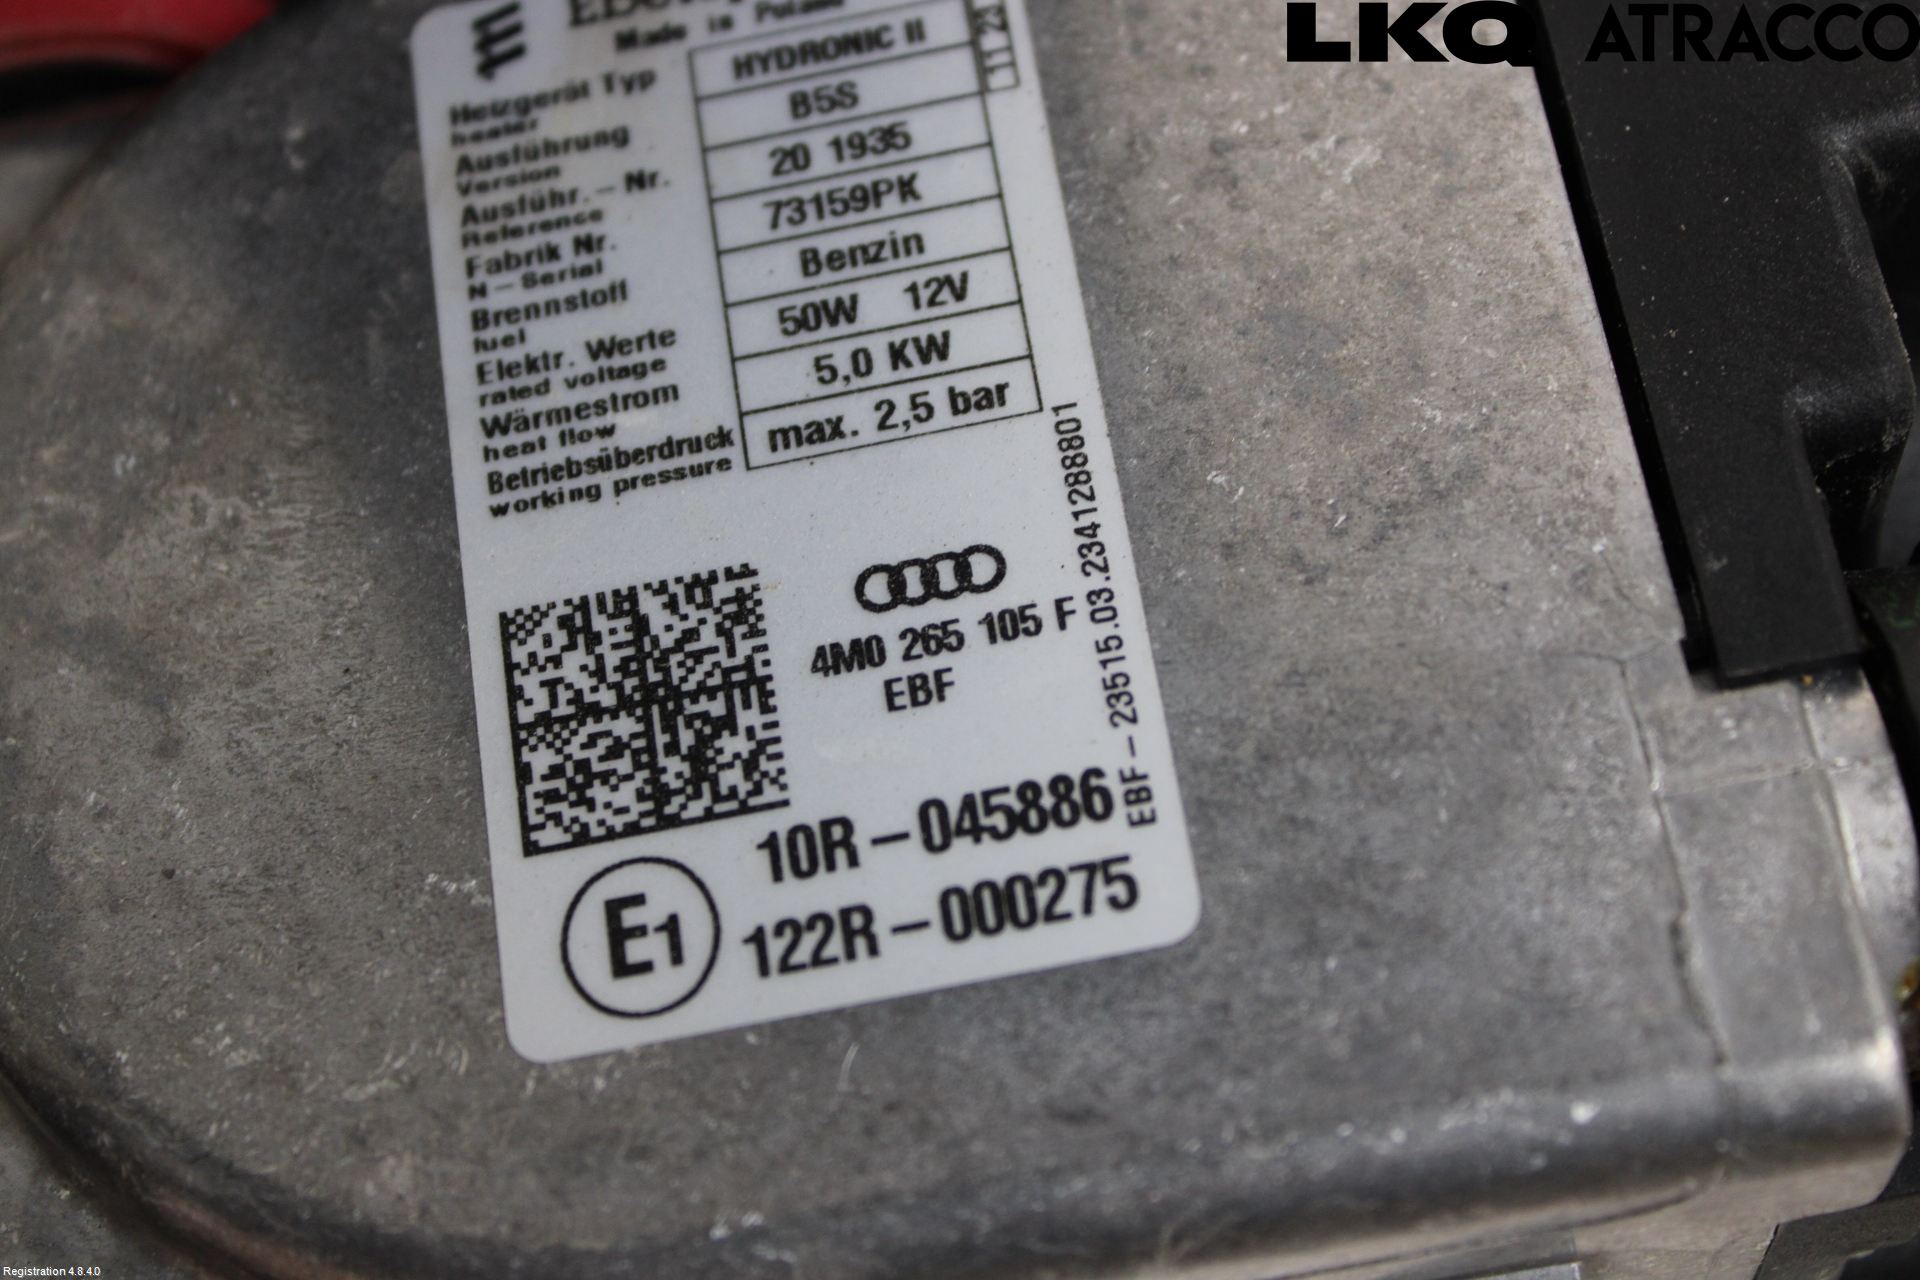 LKQ ATRACCO
Made in Poland
11 23
Heizgerät Typ HYDRONIC II
heater
Ausführung B5S
Version
Ausführ. - Nr. 20 1935
Reference
Fabrik Nr. 73159PK
N - Serial
Brennstoff Benzin
fuel
Elektr. Werte 50W 12V
rated voltage
Wärmestrom 5,0 KW
heat flow
Betriebsüberdruck max. 2,5 bar
working pressure
4M0 265 105 F
EBF
EBF - 23515.03.2341288801
10R - 045886
E1 122R - 000275
Registration 4.8.4.0